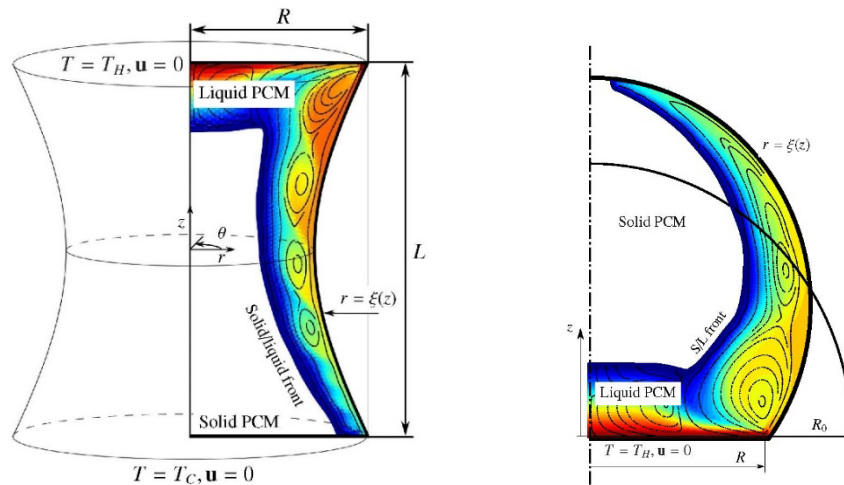 R
T = T_H, u = 0
Liquid PCM
z
θ
r
L
r = ξ(z)
Solid/liquid front
Solid PCM
T = T_C, u = 0
r = ξ(z)
Solid PCM
z
S/L front
Liquid PCM
T = T_H, u = 0
R
R_0